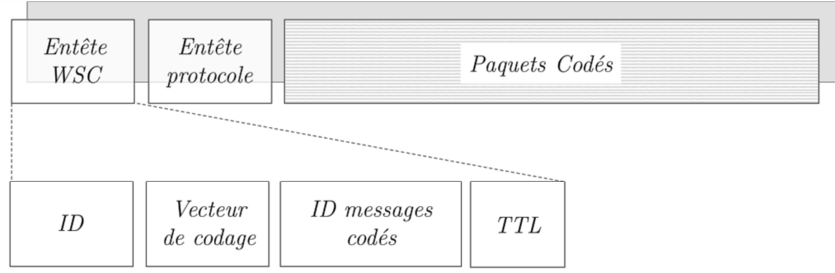 Entête
WSC
Entête
protocole
Paquets Codés
ID
Vecteur
de codage
ID messages
codés
TTL